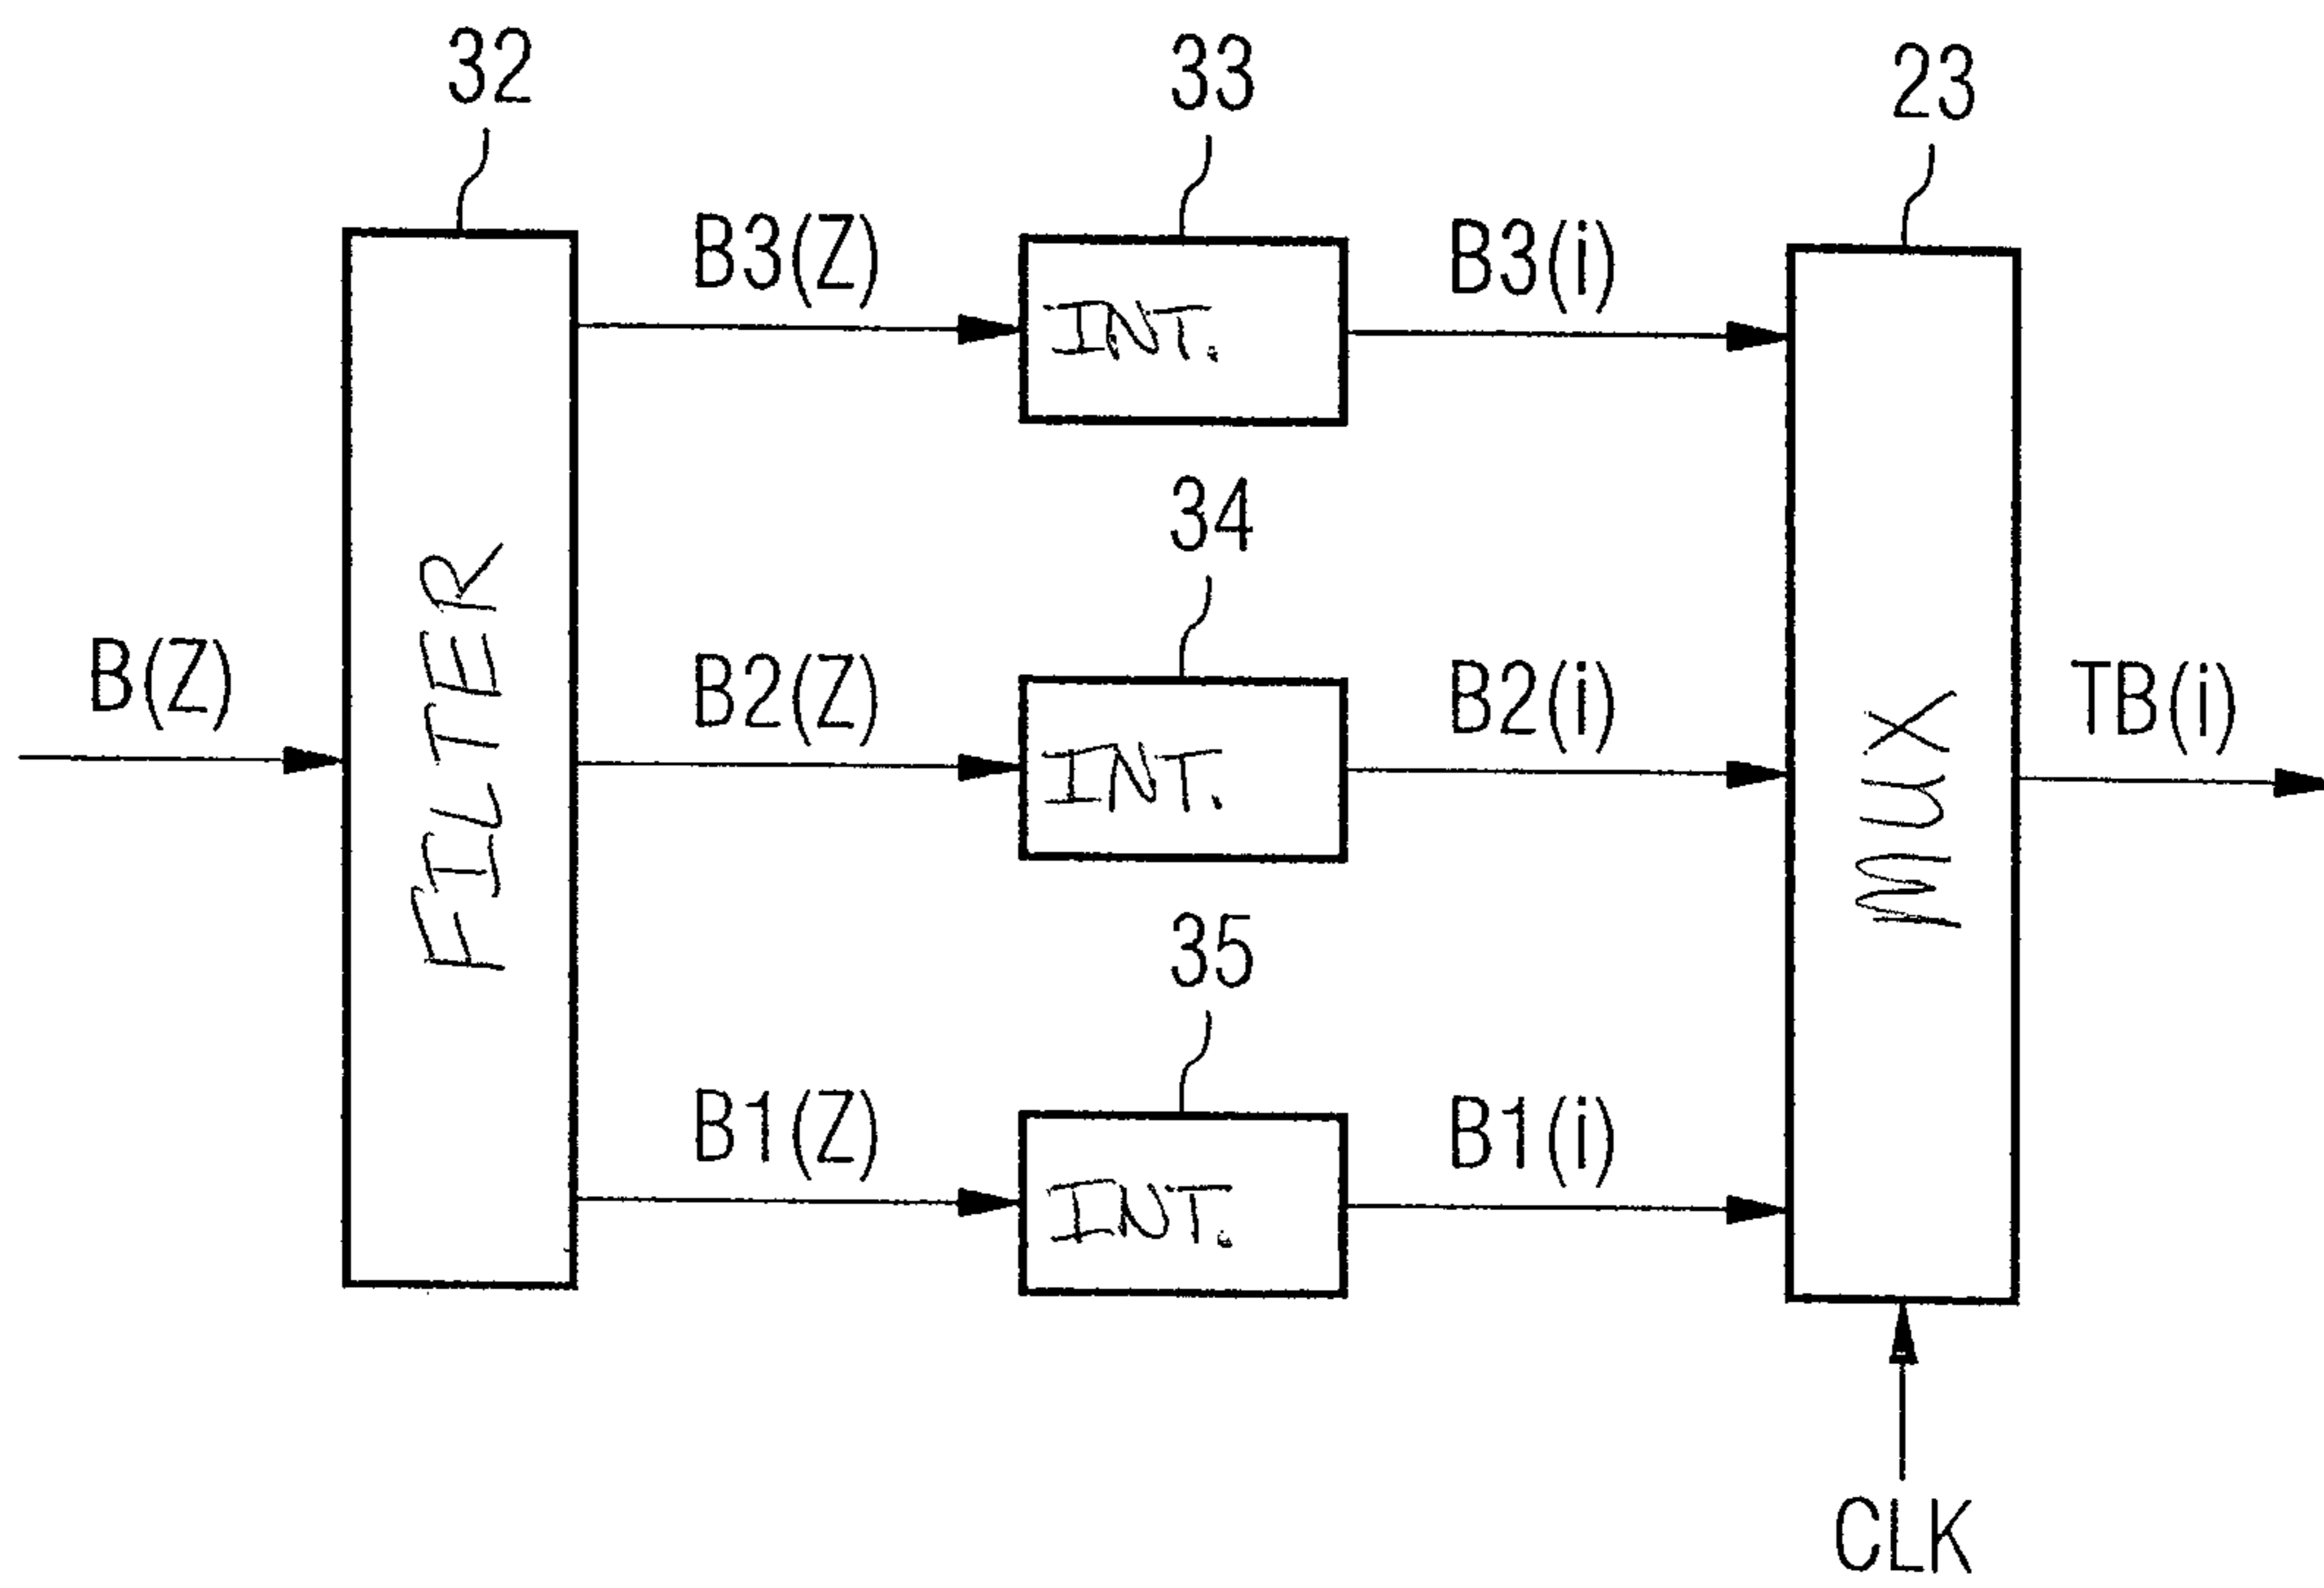 32
33
23
B3(Z)
B3(i)
INT.
34
B(Z)
FILTER
B2(Z)
B2(i)
TB(i)
INT.
MUX
35
B1(Z)
B1(i)
INT.
CLK